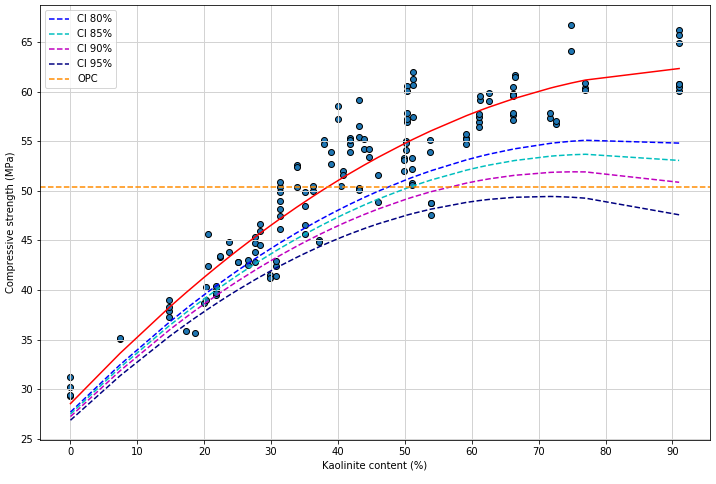 CI 80%
CI 85%
CI 90%
CI 95%
OPC
65
60
55
50
45
40
35
30
25
Compressive strength (MPa)
0 10 20 30 40 50 60 70 80 90
Kaolinite content (%)